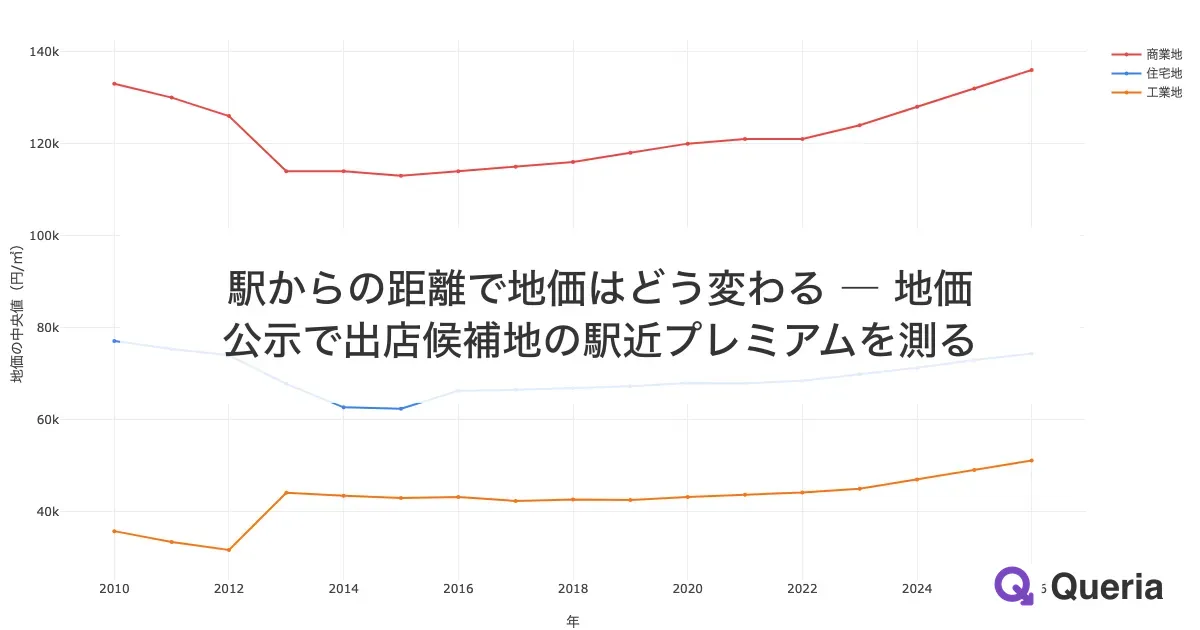 140k
120k
100k
80k
60k
40k
地価の中央値（円/㎡）
商業地
住宅地
工業地
駅からの距離で地価はどう変わる — 地価
公示で出店候補地の駅近プレミアムを測る
2010
2012
2014
2016
2018
2020
2022
2024
年
Queria